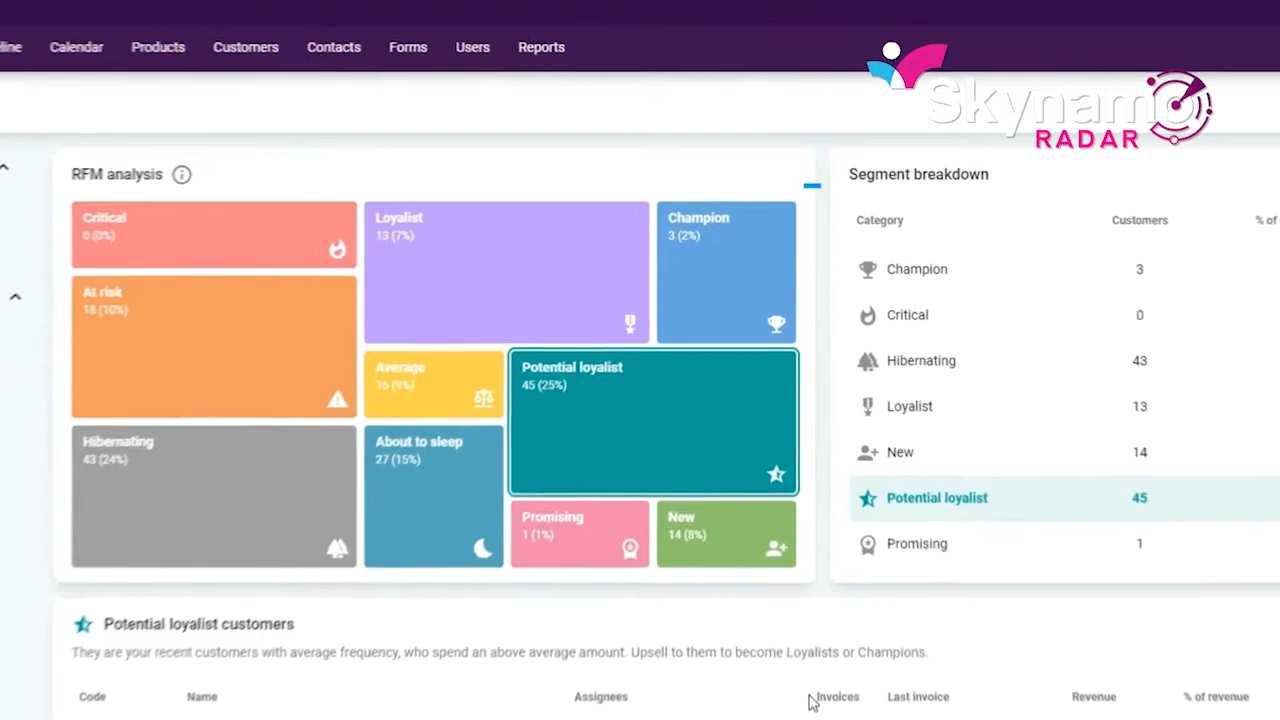 Calendar Products Customers Contacts Forms Users Reports
Skynamo
RADAR
RFM analysis
Critical
0 (0%)
Loyalist
13 (7%)
Champion
3 (2%)
At risk
18 (10%)
Average
16 (9%)
Potential loyalist
45 (25%)
Hibernating
43 (24%)
About to sleep
27 (15%)
Promising
1 (1%)
New
14 (8%)
Segment breakdown
Category Customers % of
Champion 3
Critical 0
Hibernating 43
Loyalist 13
New 14
Potential loyalist 45
Promising 1
Potential loyalist customers
They are your recent customers with average frequency, who spend an above average amount. Upsell to them to become Loyalists or Champions.
Code Name Assignees Invoices Last invoice Revenue % of revenue